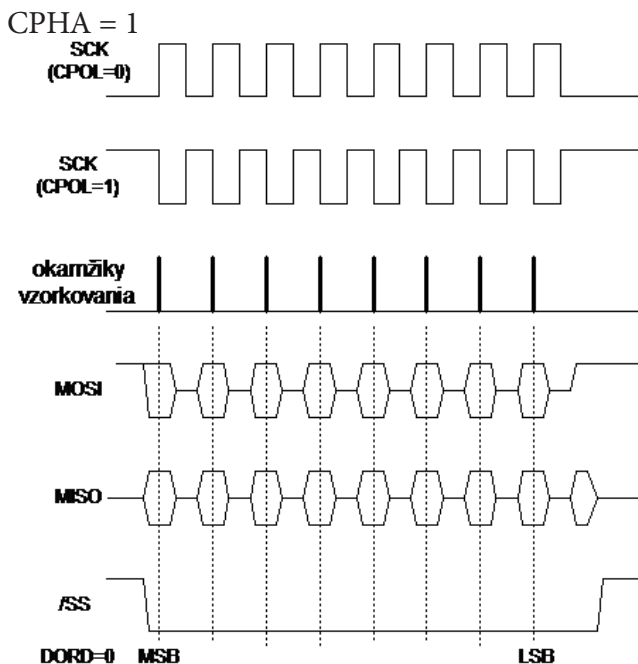 CPHA = 1
SCK
(CPOL=0)
SCK
(CPOL=1)
okamžiky
vzorkovania
MOSI
MISO
/SS
DORD=0 MSB LSB